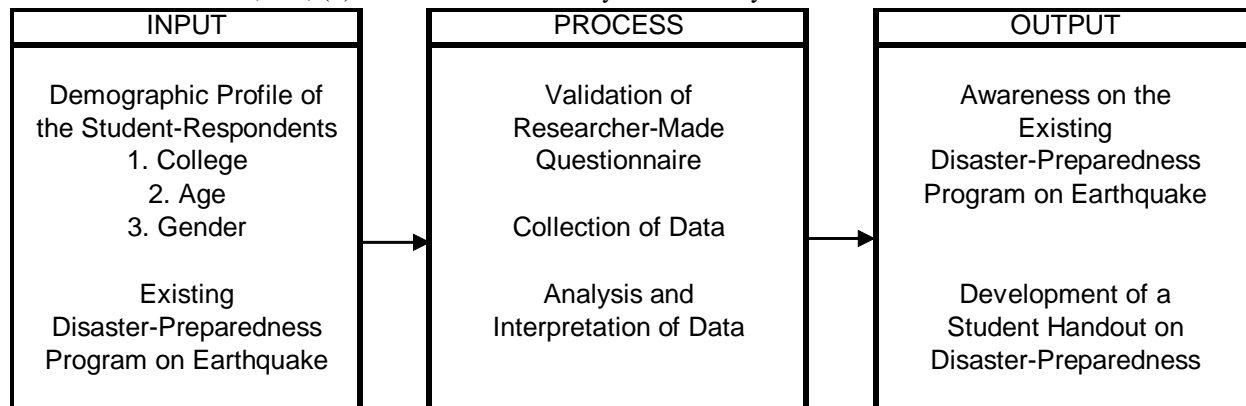 INPUT
Demographic Profile of
the Student-Respondents
1. College
2. Age
3. Gender
Existing
Disaster-Preparedness
Program on Earthquake
PROCESS
Validation of
Researcher-Made
Questionnaire
Collection of Data
Analysis and
Interpretation of Data
OUTPUT
Awareness on the
Existing
Disaster-Preparedness
Program on Earthquake
Development of a
Student Handout on
Disaster-Preparedness